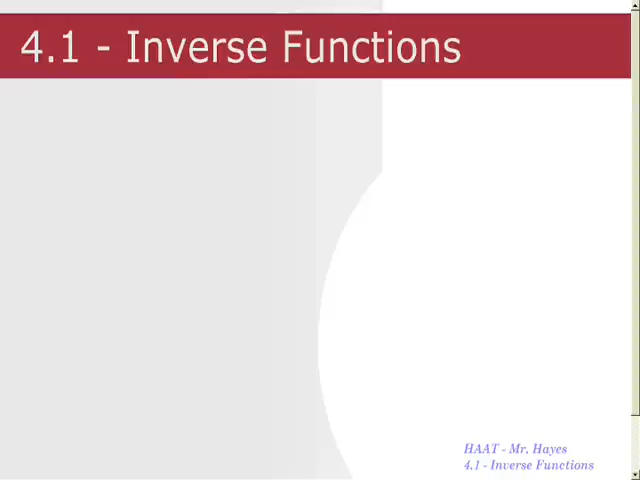 4.1 - Inverse Functions
HAAT - Mr. Hayes
4.1 - Inverse Functions